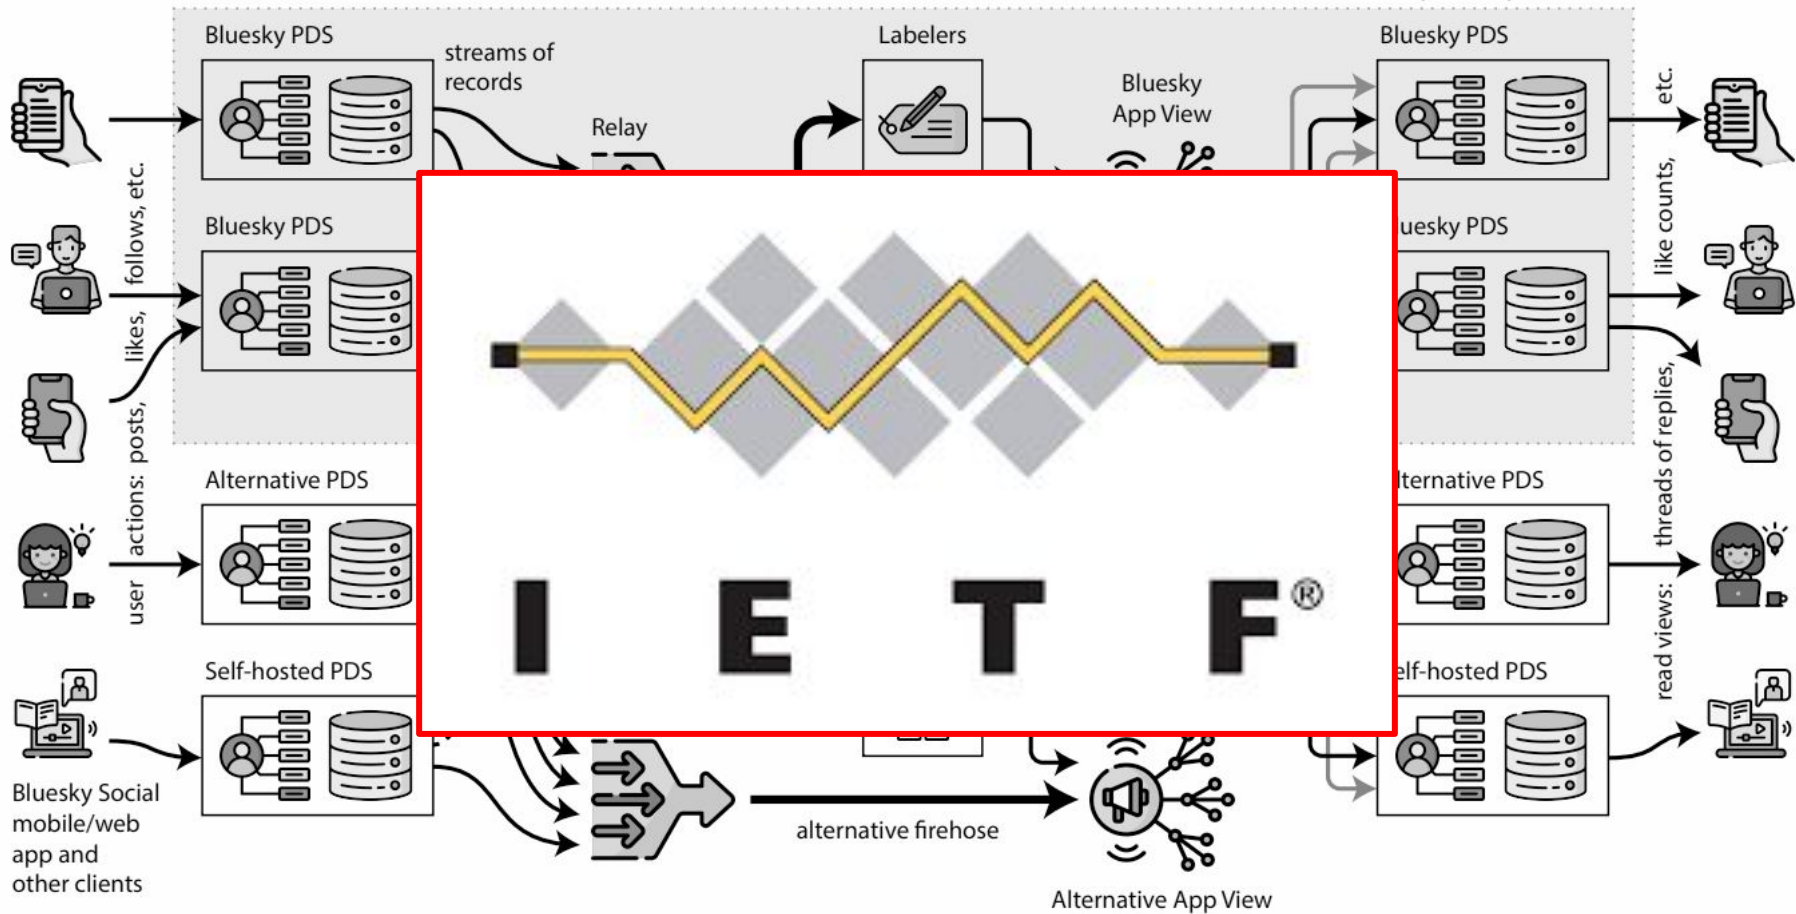 Bluesky PDS
streams of
records
Relay
Labelers
Bluesky
App View
Bluesky PDS
etc.
like counts,
threads of replies,
read views:
follows, etc.
likes,
posts,
actions:
user
Bluesky PDS
uesky PDS
I E T F®
Alternative PDS
lternative PDS
Self-hosted PDS
elf-hosted PDS
Bluesky Social
mobile/web
app and
other clients
alternative firehose
Alternative App View